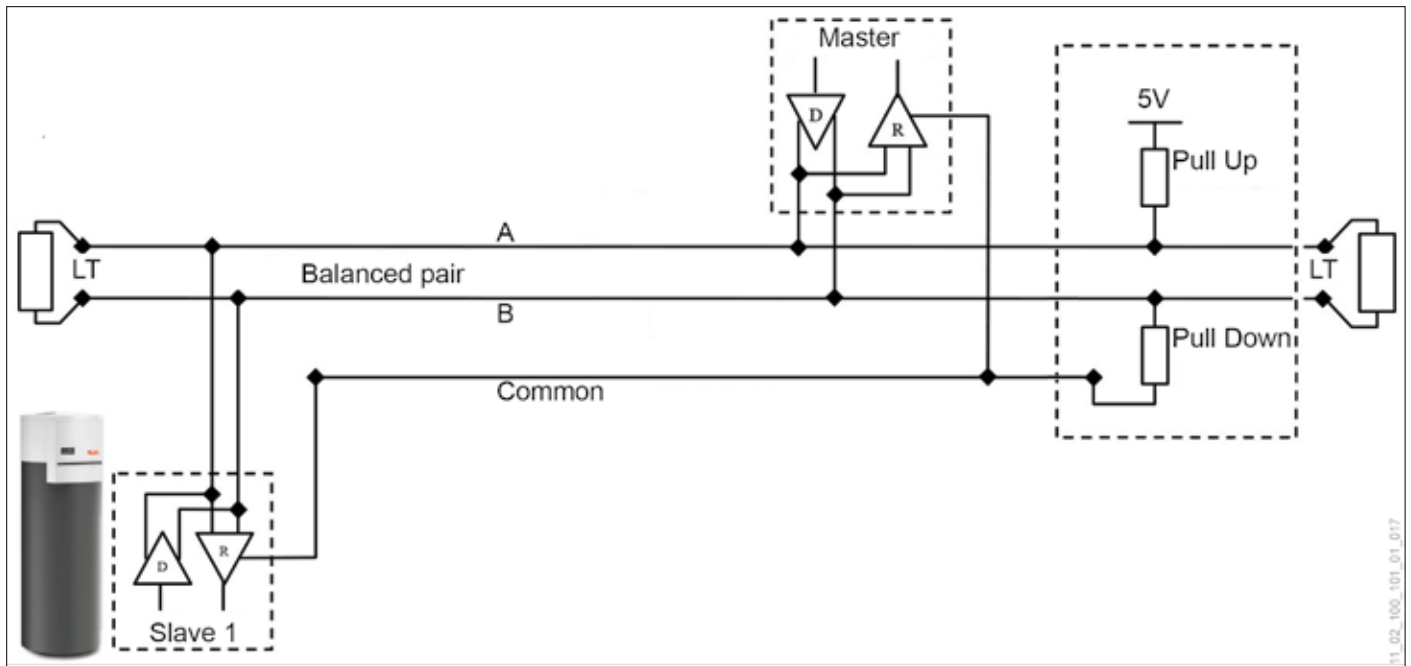 Master
D
R
5V
Pull Up
A
LT
Balanced pair
LT
B
Pull Down
Common
R
D
Slave 1
11_02_100_101_01_017